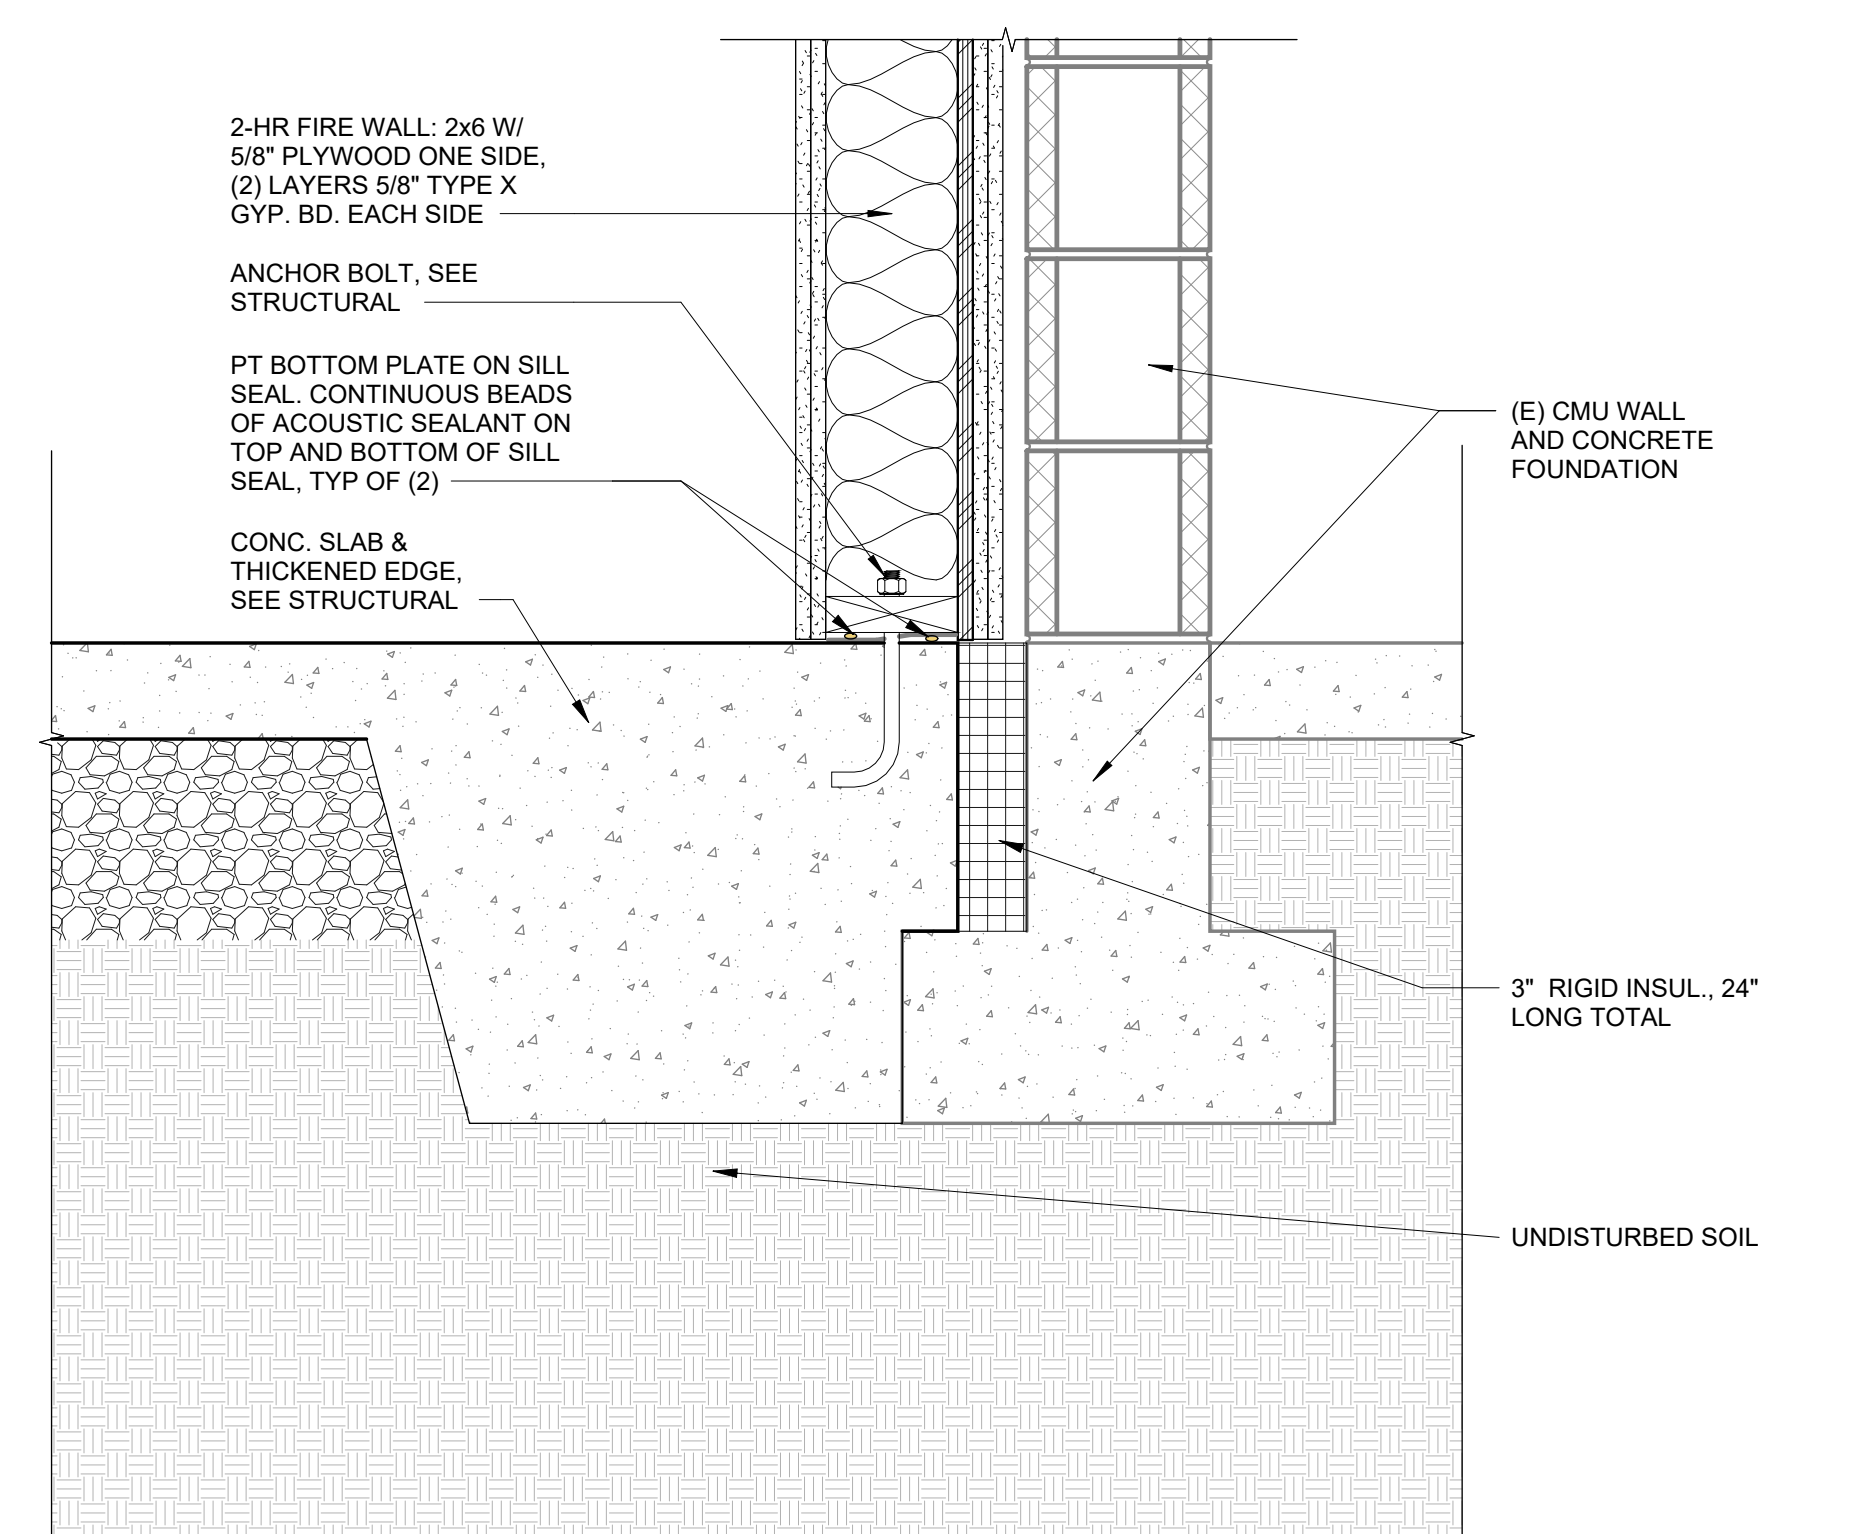 2-HR FIRE WALL: 2x6 W/
5/8" PLYWOOD ONE SIDE,
(2) LAYERS 5/8" TYPE X
GYP. BD. EACH SIDE
ANCHOR BOLT, SEE
STRUCTURAL
PT BOTTOM PLATE ON SILL
SEAL. CONTINUOUS BEADS
OF ACOUSTIC SEALANT ON
TOP AND BOTTOM OF SILL
SEAL, TYP OF (2)
CONC. SLAB &
THICKENED EDGE,
SEE STRUCTURAL
(E) CMU WALL
AND CONCRETE
FOUNDATION
3" RIGID INSUL., 24"
LONG TOTAL
UNDISTURBED SOIL